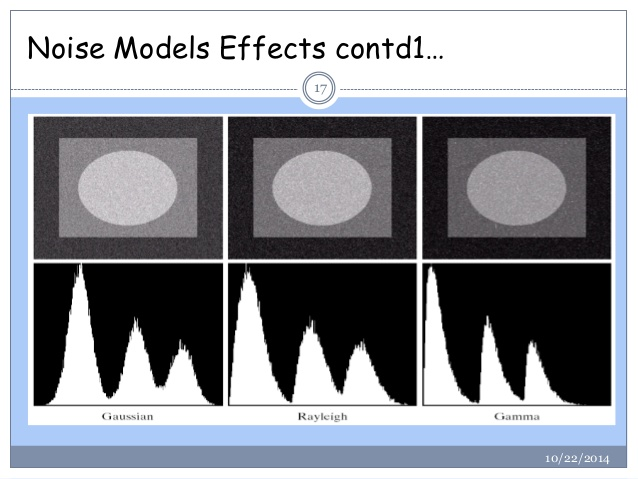 Noise Models Effects contd1...
17
Gaussian Rayleigh Gamma
10/22/2014